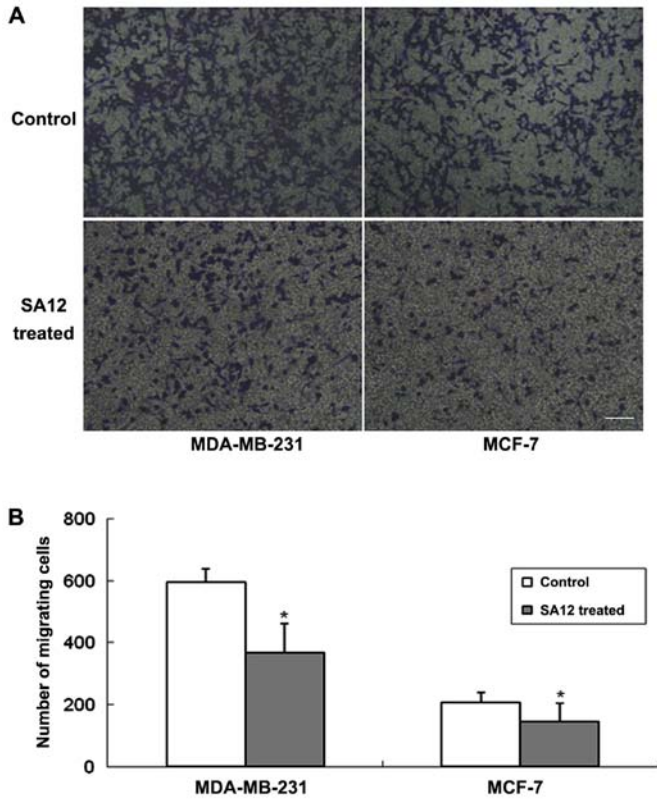 A
Control
SA12
treated
MDA-MB-231
MCF-7
B
Number of migrating cells
800
600
400
200
0
*
*
Control
SA12 treated
MDA-MB-231
MCF-7